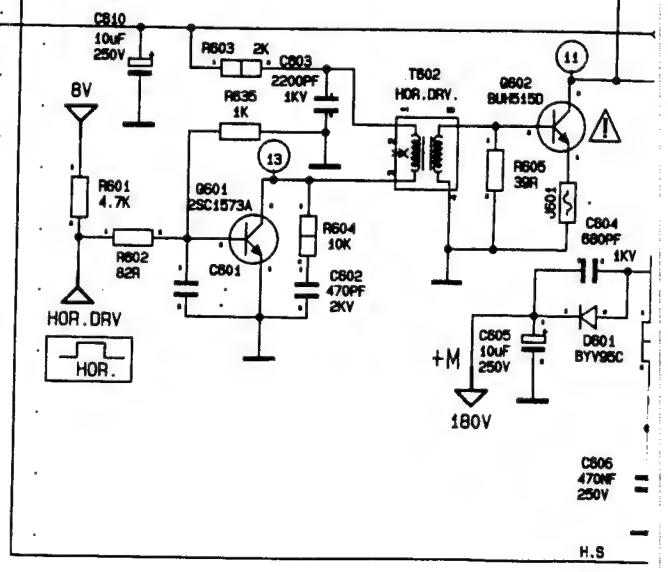 C610
10uF
250V
R603 2K
C603
2200PF
1KV
R635
1K
T602
HOR.DRV.
Q602
BUH515D
11
8V
R601
4.7K
R602
82R
HOR.DRV
HOR.
Q601
2SC1573A
13
C601
R604
10K
C602
470PF
2KV
R605
39R
J601
C604
680PF
1KV
D601
BYV95C
C605
10uF
250V
+M
180V
C606
470NF
250V
H.S